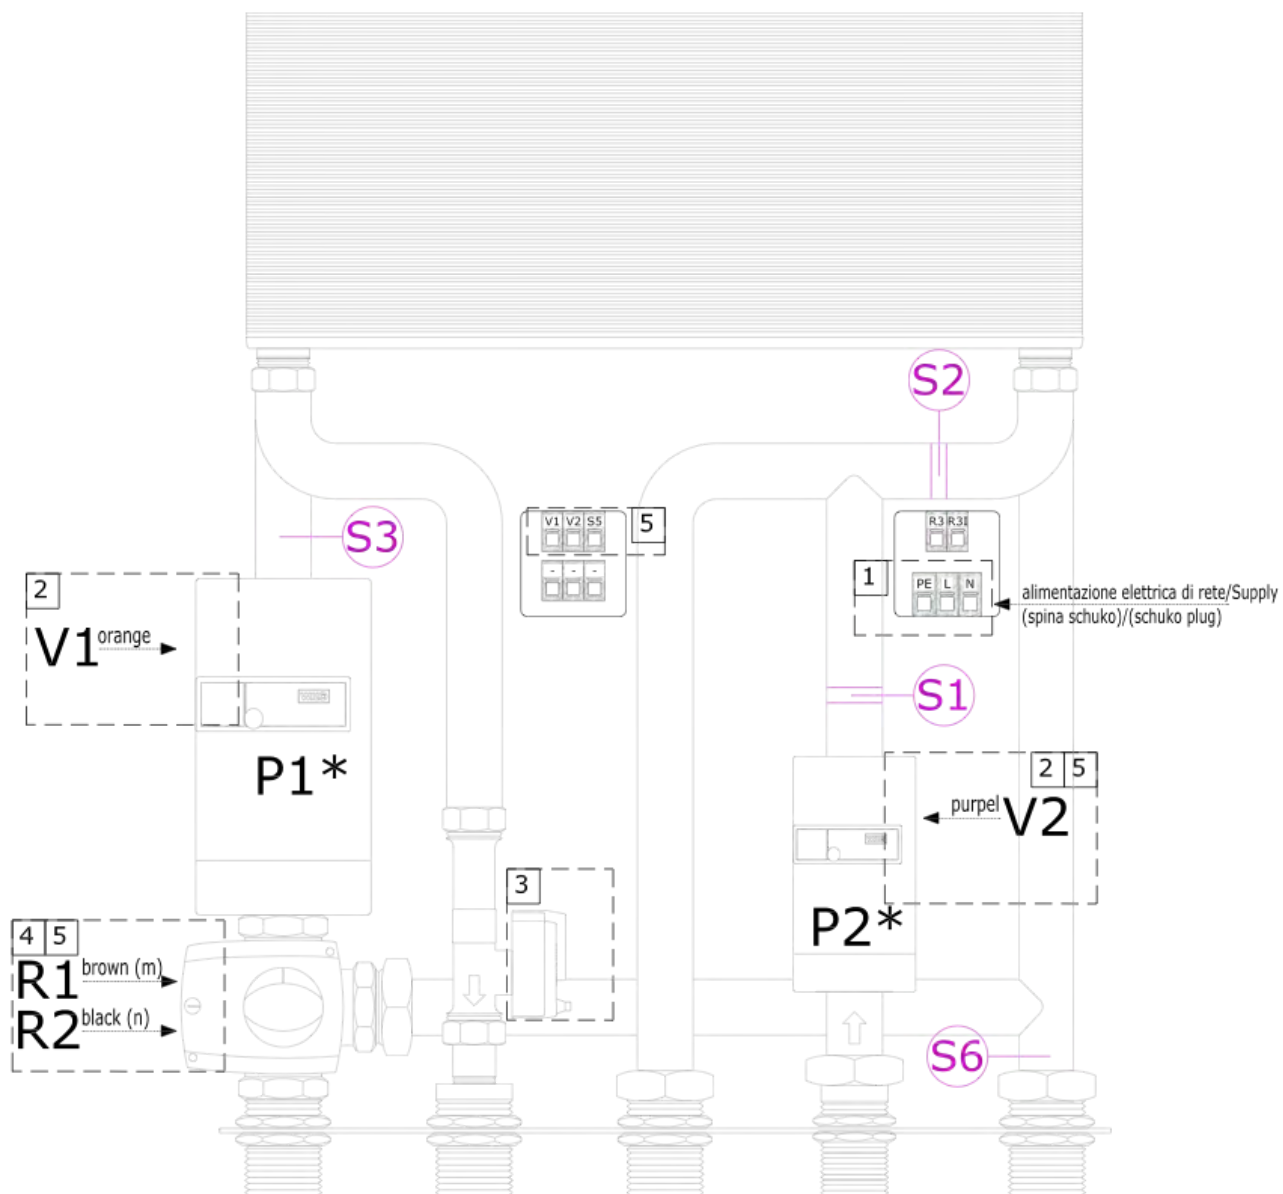 S2
S3
V1 V2 S5
5
- - -
R3 R3I
1
PE L N
alimentazione elettrica di rete/Supply
(spina schuko)/(schuko plug)
2
V1 orange
S1
P1*
2 5
purpel V2
3
P2*
4 5
R1 brown (m)
R2 black (n)
S6